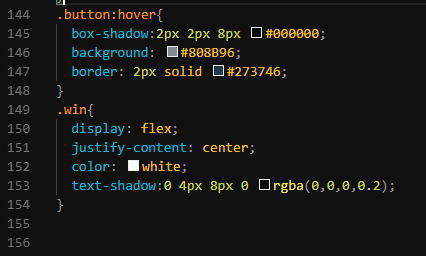 144 .button:hover{
145 box-shadow:2px 2px 8px #000000;
146 background: #808B96;
147 border: 2px solid #273746;
148 }
149 .win{
150 display: flex;
151 justify-content: center;
152 color: white;
153 text-shadow:0 4px 8px 0 rgba(0,0,0,0.2);
154 }
155
156